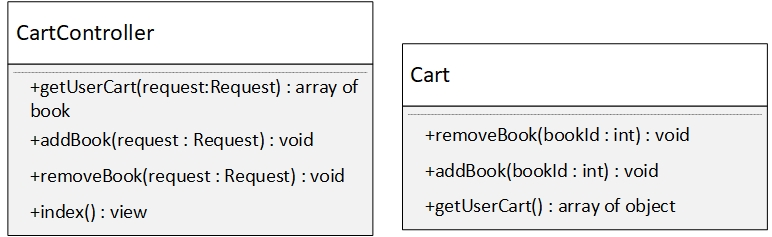 CartController
+getUserCart(request:Request) : array of
book
+addBook(request : Request) : void
+removeBook(request : Request) : void
+index() : view
Cart
+removeBook(bookId : int) : void
+addBook(bookId : int) : void
+getUserCart() : array of object